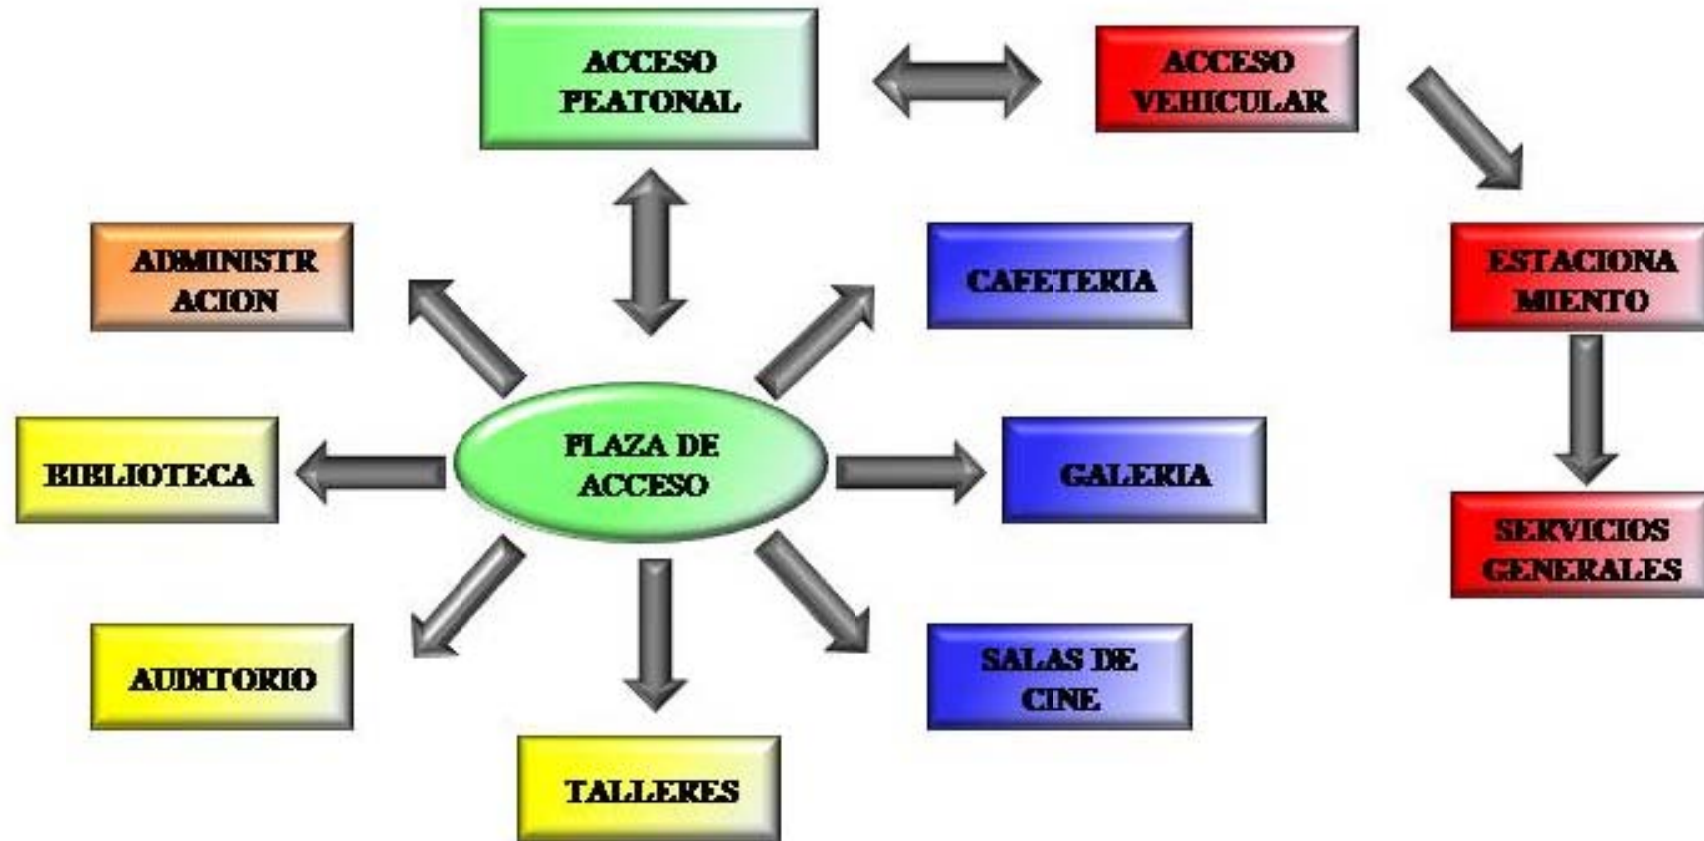 ACCESO
PEATONAL
ACCESO
VEHICULAR
ADMINISTR
ACION
CAFETERIA
ESTACIONA
MIENTO
BIBLIOTECA
PLAZA DE
ACCESO
GALERIA
SERVICIOS
GENERALES
AUDITORIO
SALAS DE
CINE
TALLERES